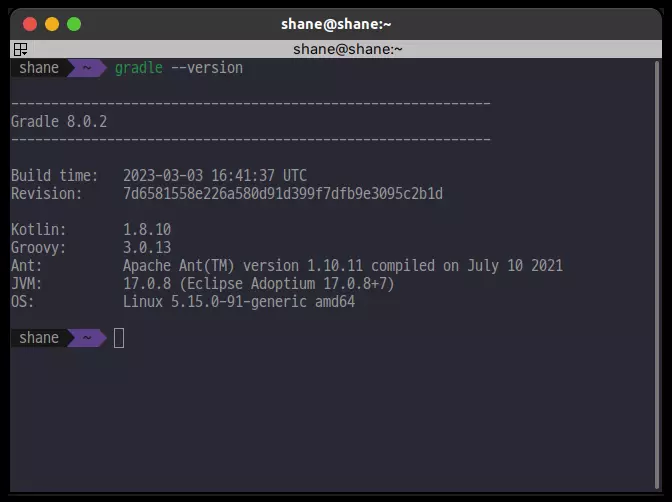 shane@shane:~
shane@shane:~
shane ~ gradle --version
------------------------------------------------------------
Gradle 8.0.2
------------------------------------------------------------
Build time: 2023-03-03 16:41:37 UTC
Revision: 7d6581558e226a580d91d399f7dfb9e3095c2b1d
Kotlin: 1.8.10
Groovy: 3.0.13
Ant: Apache Ant(TM) version 1.10.11 compiled on July 10 2021
JVM: 17.0.8 (Eclipse Adoptium 17.0.8+7)
OS: Linux 5.15.0-91-generic amd64
shane ~